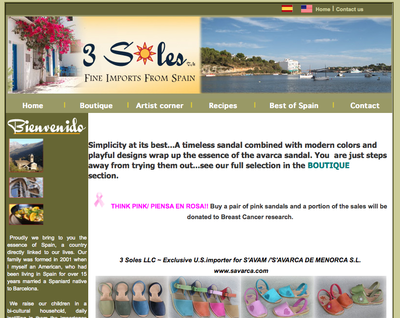 Home | Contact us
3 Soles
FINE IMPORTS FROM SPAIN
Home | Boutique | Artist corner | Recipes | Best of Spain | Contact
Bienvenido
Simplicity at its best...A timeless sandal combined with modern colors and
playful designs wrap up the essence of the avarca sandal. You are just steps
away from trying them out...see our full selection in the BOUTIQUE
section.
THINK PINK/ PIENSA EN ROSA!! Buy a pair of pink sandals and a portion of the sales will be
donated to Breast Cancer research.
3 Soles LLC ~ Exclusive U.S.importer for S'AVAM /S'AVARCA DE MENORCA S.L.
www.savarca.com
Proudly we bring to you the
essence of Spain, a country
directly linked to our lives. Our
family was formed in 2001 when
I myself an American, who had
been living in Spain for over 15
years married a Spaniard native
to Barcelona.
We raise our children in a
bi-cultural household, daily